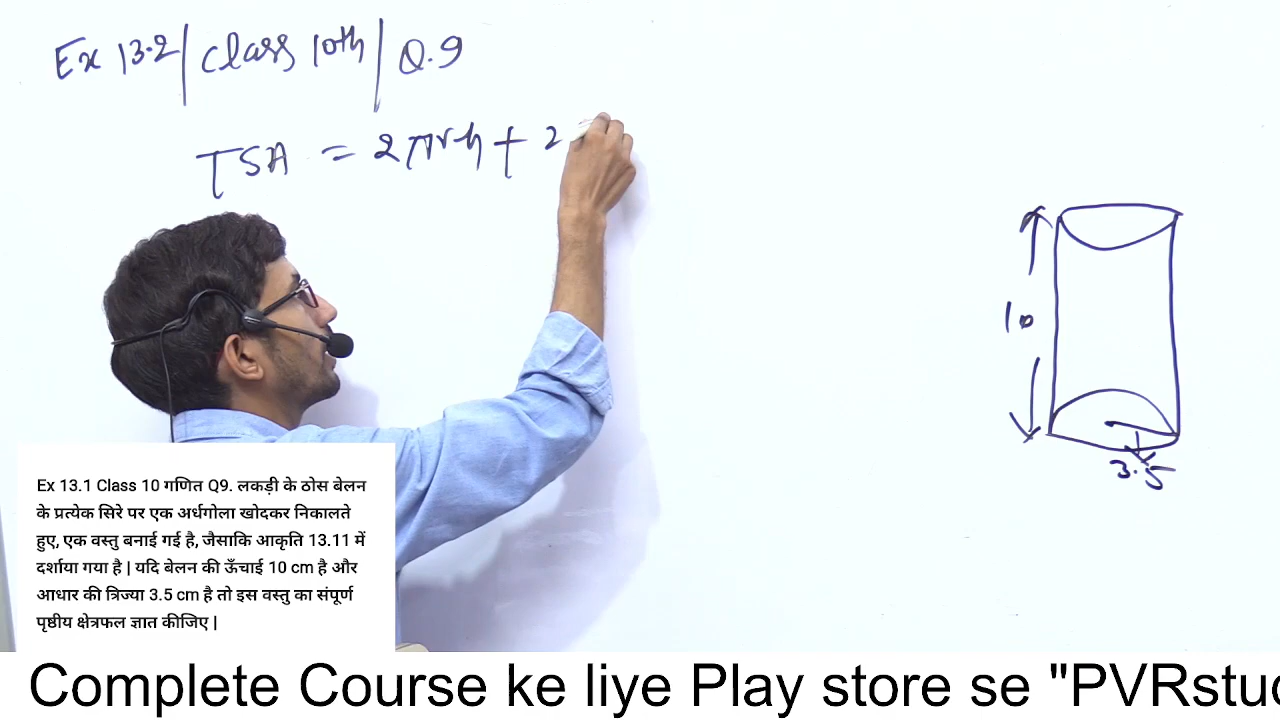 Ex 13.2 | Class 10th | Q.9
TSA = 2πrh + 2
10
3.5
Ex 13.1 Class 10 गणित Q9. लकड़ी के ठोस बेलन
के प्रत्येक सिरे पर एक अर्धगोला खोदकर निकालते
हुए, एक वस्तु बनाई गई है, जैसाकि आकृति 13.11 में
दर्शाया गया है | यदि बेलन की ऊँचाई 10 cm है और
आधार की त्रिज्या 3.5 cm है तो इस वस्तु का संपूर्ण
पृष्ठीय क्षेत्रफल ज्ञात कीजिए |
Complete Course ke liye Play store se "PVRstu